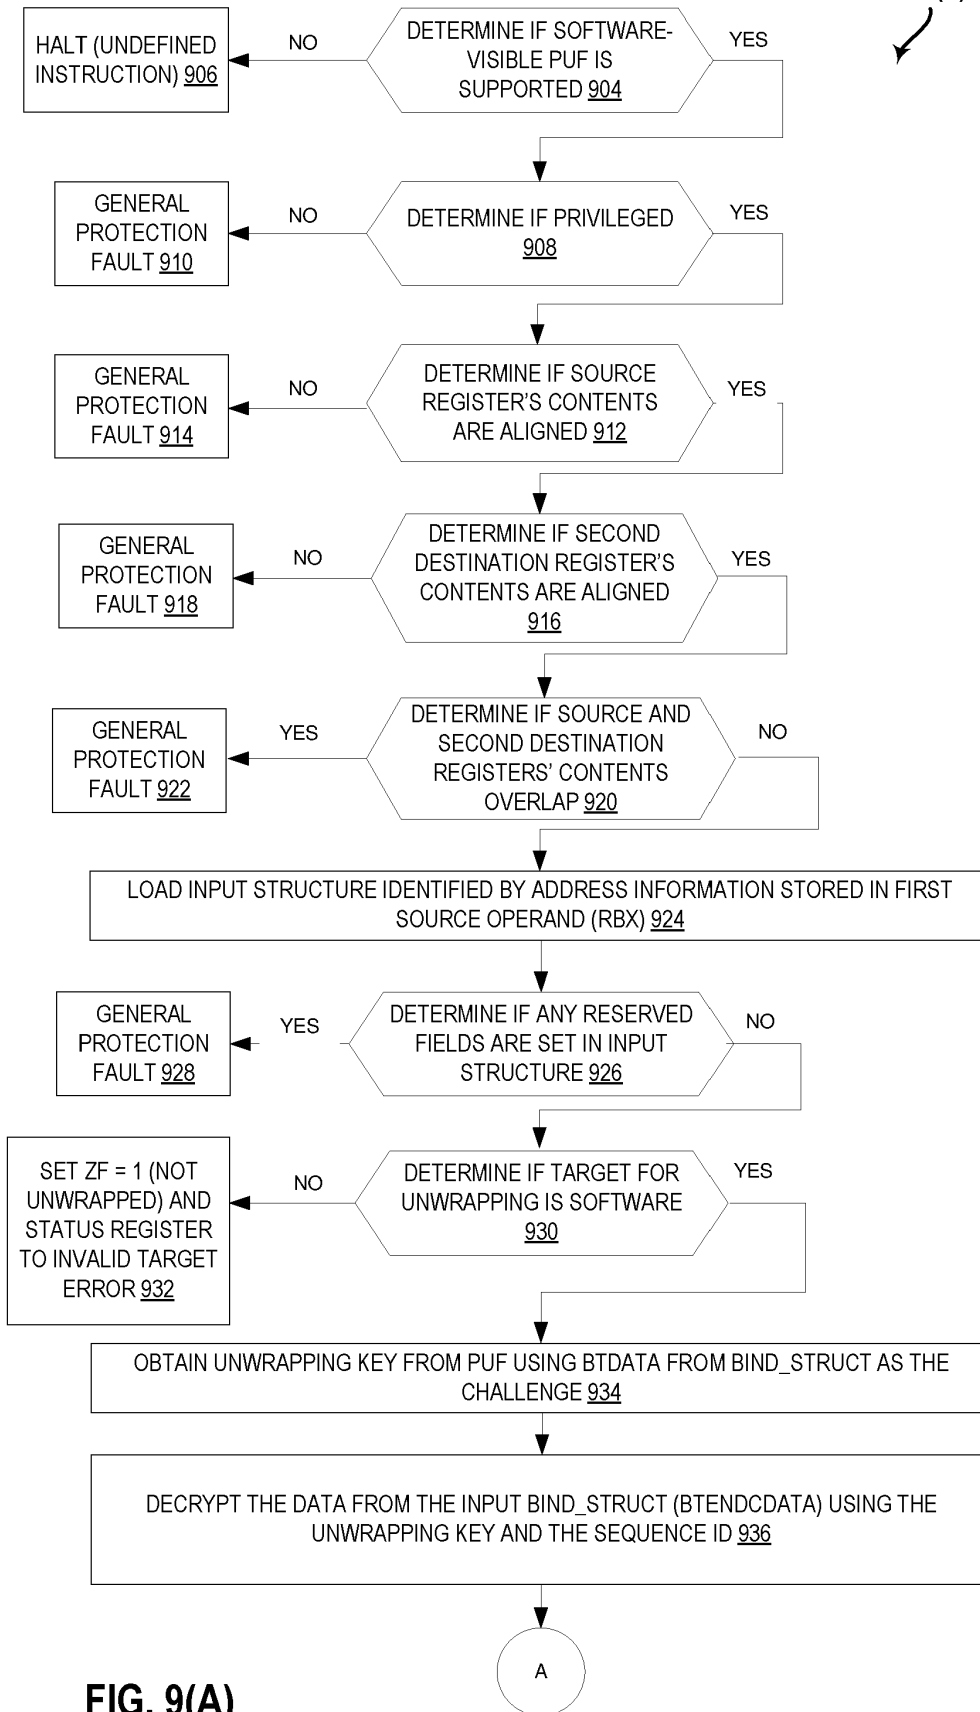 DETERMINE IF SOFTWARE-
VISIBLE PUF IS
SUPPORTED 904
NO
YES
HALT (UNDEFINED
INSTRUCTION) 906
DETERMINE IF PRIVILEGED
908
NO
YES
GENERAL
PROTECTION
FAULT 910
DETERMINE IF SOURCE
REGISTER'S CONTENTS
ARE ALIGNED 912
NO
YES
GENERAL
PROTECTION
FAULT 914
DETERMINE IF SECOND
DESTINATION REGISTER'S
CONTENTS ARE ALIGNED
916
NO
YES
GENERAL
PROTECTION
FAULT 918
DETERMINE IF SOURCE AND
SECOND DESTINATION
REGISTERS' CONTENTS
OVERLAP 920
YES
NO
GENERAL
PROTECTION
FAULT 922
LOAD INPUT STRUCTURE IDENTIFIED BY ADDRESS INFORMATION STORED IN FIRST
SOURCE OPERAND (RBX) 924
DETERMINE IF ANY RESERVED
FIELDS ARE SET IN INPUT
STRUCTURE 926
YES
NO
GENERAL
PROTECTION
FAULT 928
DETERMINE IF TARGET FOR
UNWRAPPING IS SOFTWARE
930
NO
YES
SET ZF = 1 (NOT
UNWRAPPED) AND
STATUS REGISTER
TO INVALID TARGET
ERROR 932
OBTAIN UNWRAPPING KEY FROM PUF USING BTDATA FROM BIND_STRUCT AS THE
CHALLENGE 934
DECRYPT THE DATA FROM THE INPUT BIND_STRUCT (BTENDCDATA) USING THE
UNWRAPPING KEY AND THE SEQUENCE ID 936
A
FIG. 9(A)